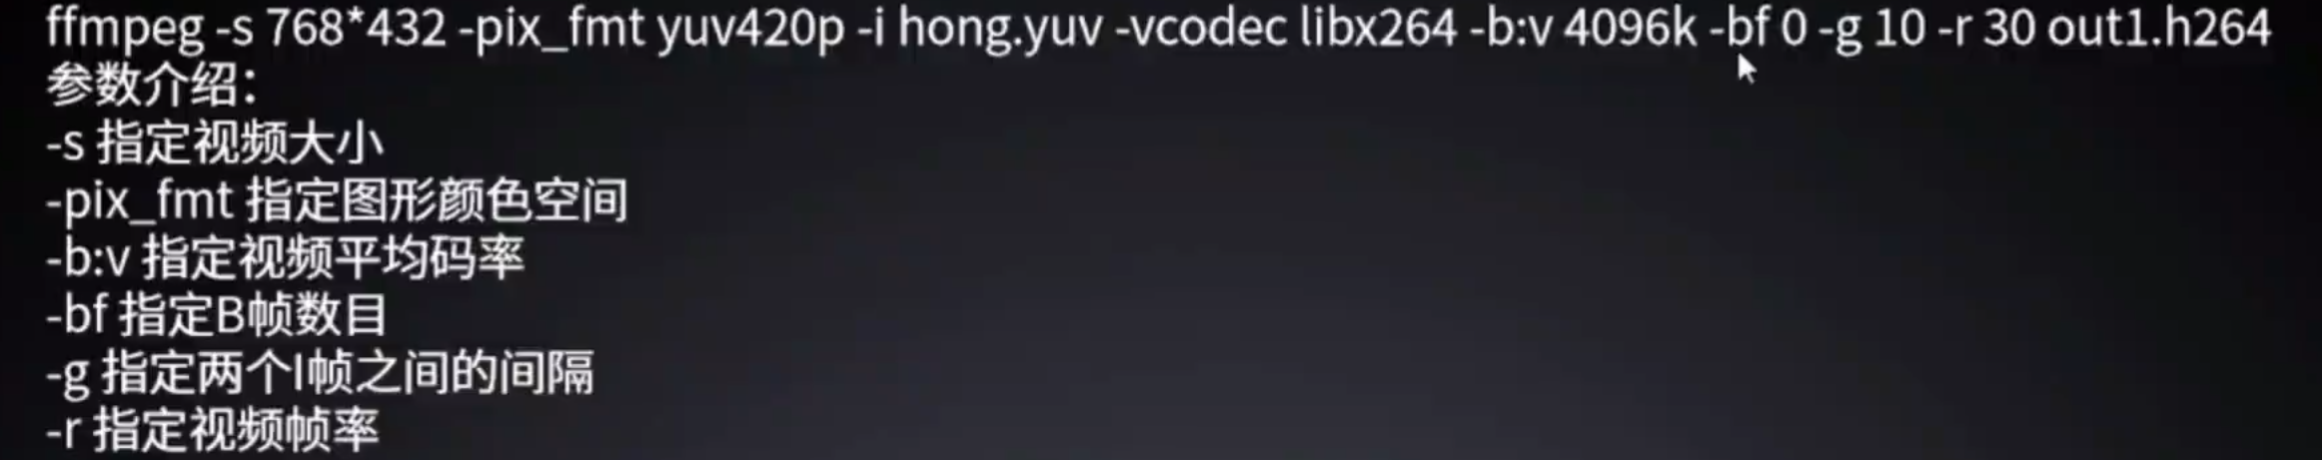 ffmpeg -s 768*432 -pix_fmt yuv420p -i hong.yuv -vcodec libx264 -b:v 4096k -bf 0 -g 10 -r 30 out1.h264
参数介绍：
-s 指定视频大小
-pix_fmt 指定图形颜色空间
-b:v 指定视频平均码率
-bf 指定B帧数目
-g 指定两个I帧之间的间隔
-r 指定视频帧率